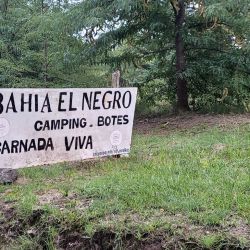 BAHIA EL NEGRO
CAMPING . BOTES
CARNADA VIVA